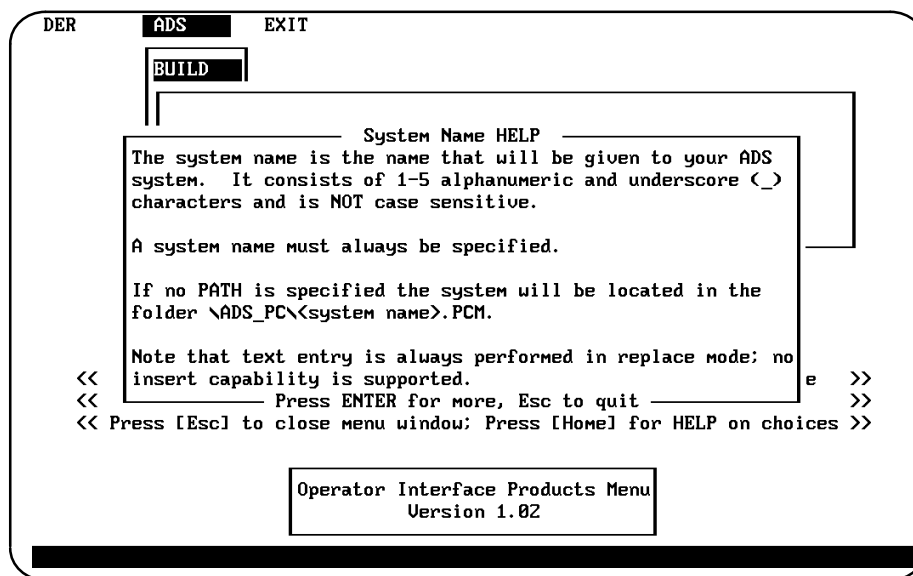 DER ADS EXIT
BUILD
System Name HELP
The system name is the name that will be given to your ADS
system. It consists of 1-5 alphanumeric and underscore (_)
characters and is NOT case sensitive.
A system name must always be specified.
If no PATH is specified the system will be located in the
folder \ADS_PC\<system name>.PCM.
Note that text entry is always performed in replace mode; no
<< insert capability is supported. e >>
<< Press ENTER for more, Esc to quit >>
<< Press [Esc] to close menu window; Press [Home] for HELP on choices >>
Operator Interface Products Menu
Version 1.02